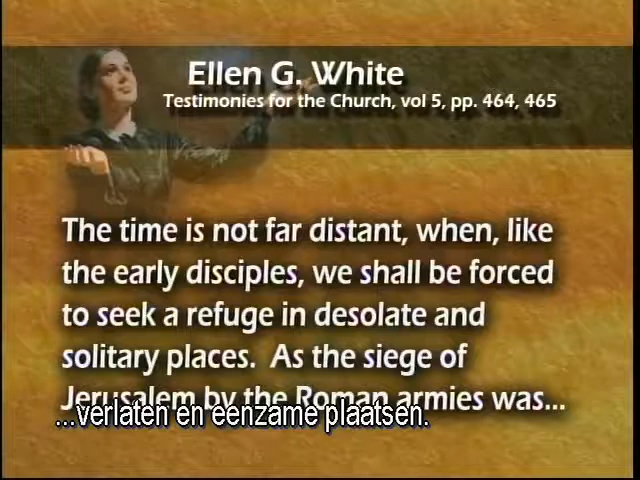 Ellen G. White
Testimonies for the Church, vol 5, pp. 464, 465
The time is not far distant, when, like
the early disciples, we shall be forced
to seek a refuge in desolate and
solitary places.  As the siege of
Jerusalem by the Roman armies was...
...verlaten en eenzame plaatsen.